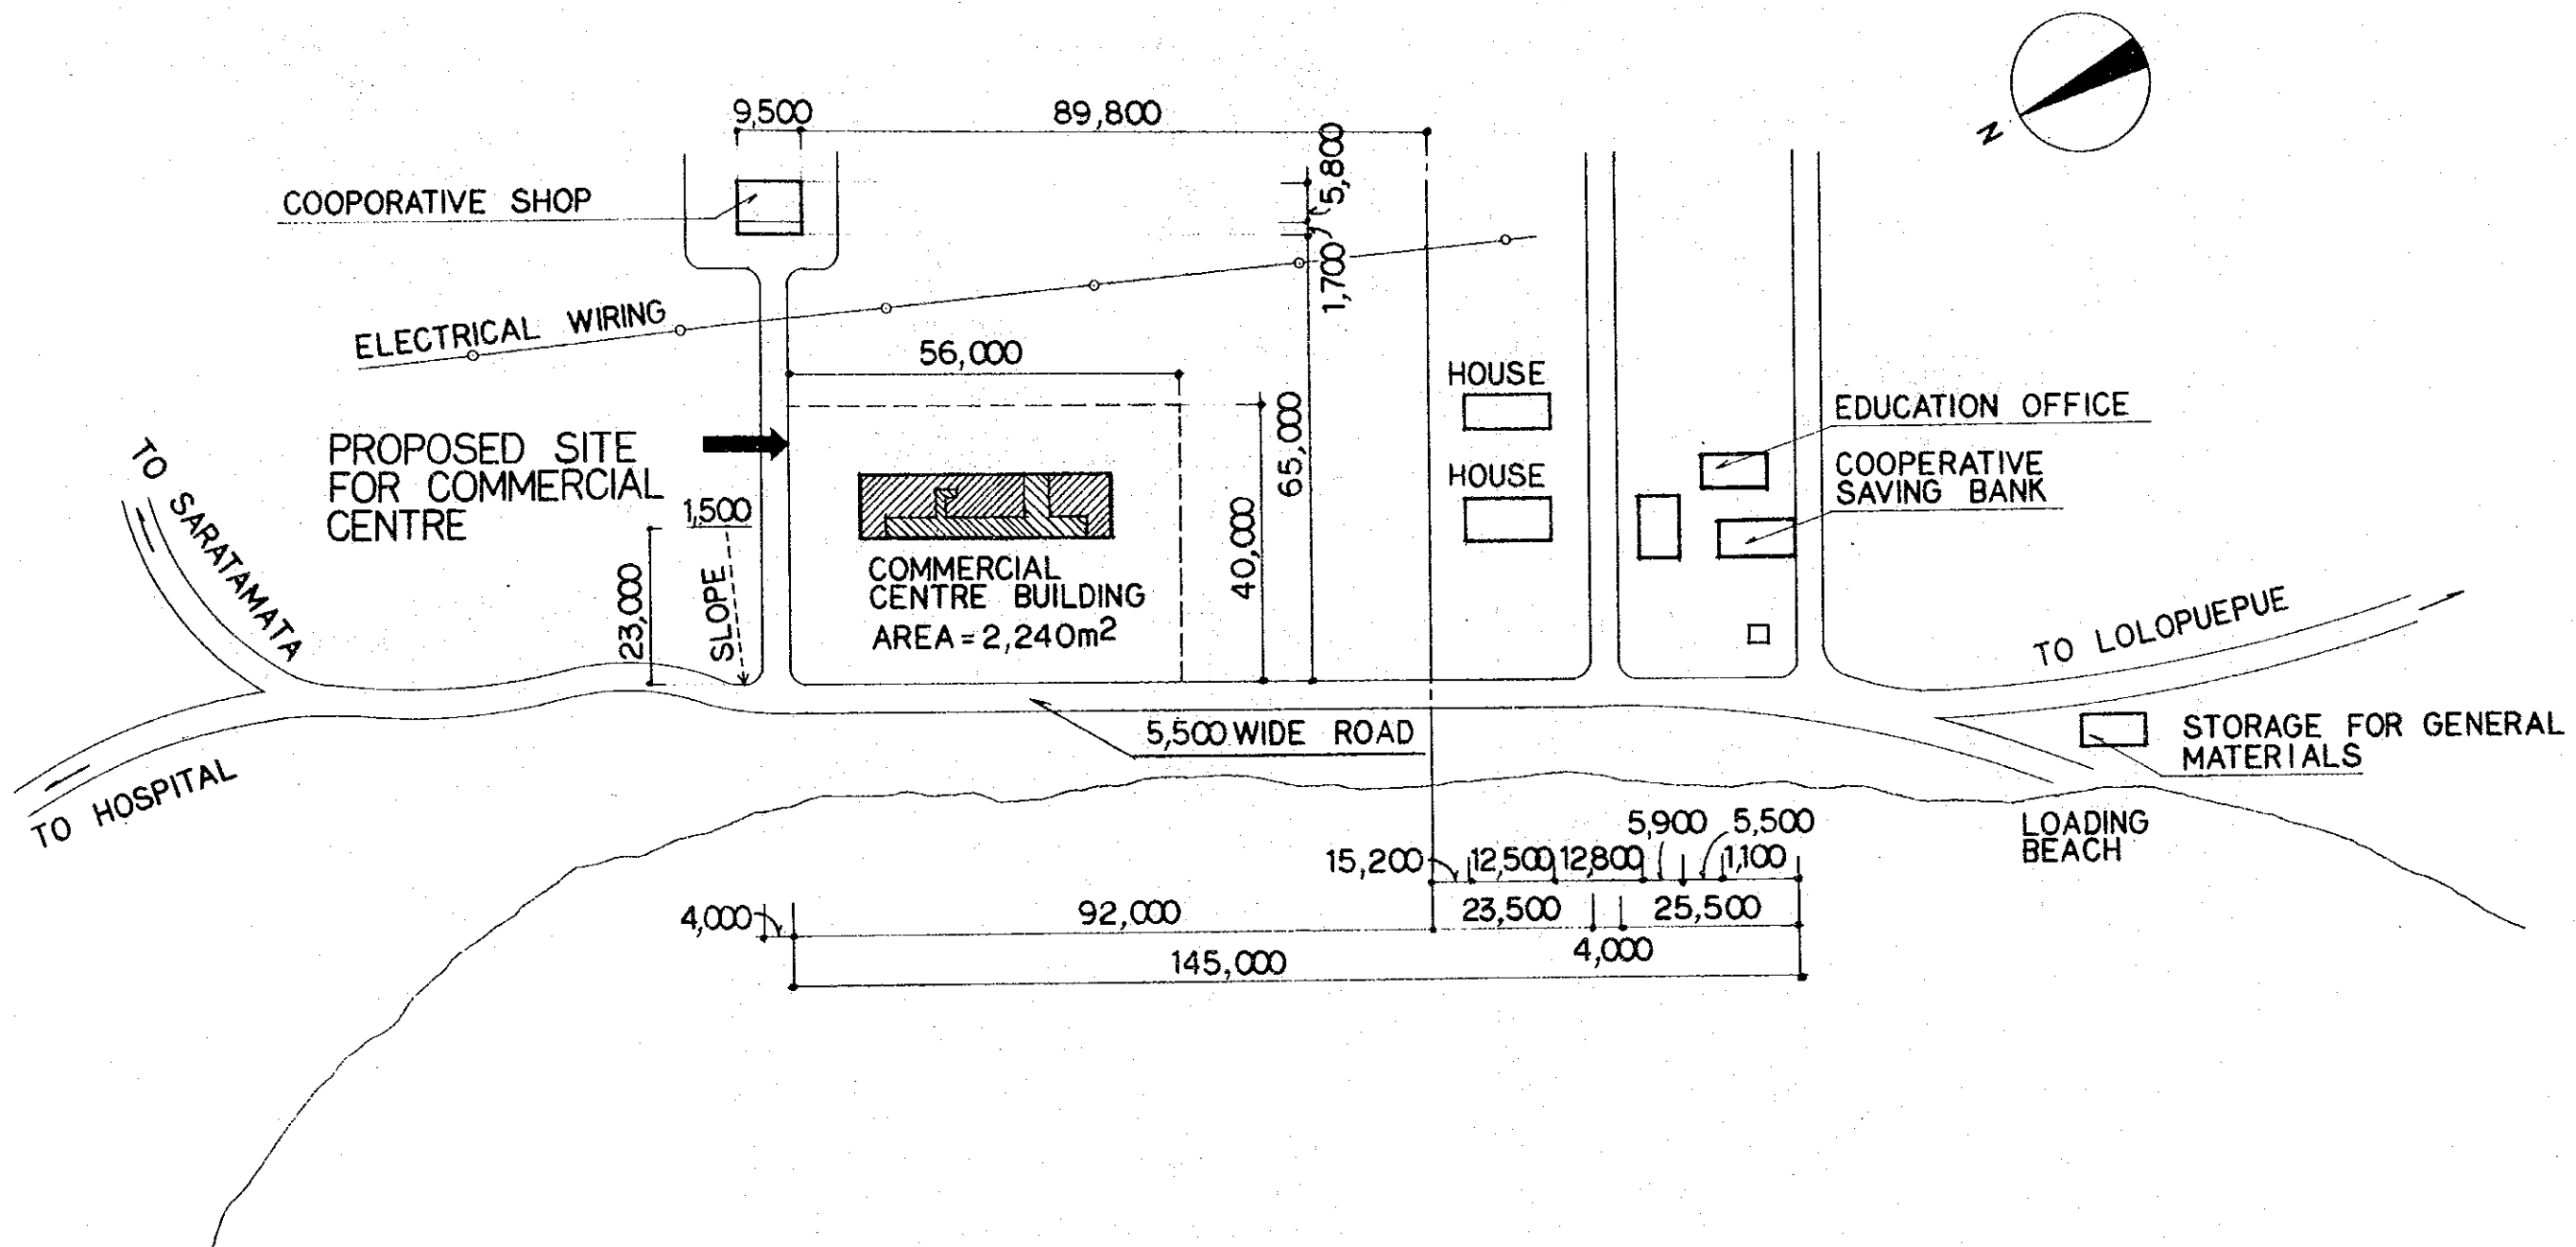 N
9,500
89,800
5,800
1,700
COOPORATIVE SHOP
ELECTRICAL WIRING
56,000
HOUSE
HOUSE
EDUCATION OFFICE
COOPERATIVE
SAVING BANK
PROPOSED SITE
FOR COMMERCIAL
CENTRE
1,500
23,000
SLOPE
65,000
40,000
COMMERCIAL
CENTRE BUILDING
AREA = 2,240m2
TO SARATAMATA
TO HOSPITAL
5,500 WIDE ROAD
TO LOLOPUEPUE
STORAGE FOR GENERAL
MATERIALS
LOADING
BEACH
5,900 5,500
15,200 12,500 12,800 1,100
4,000 92,000 23,500 25,500
4,000
145,000